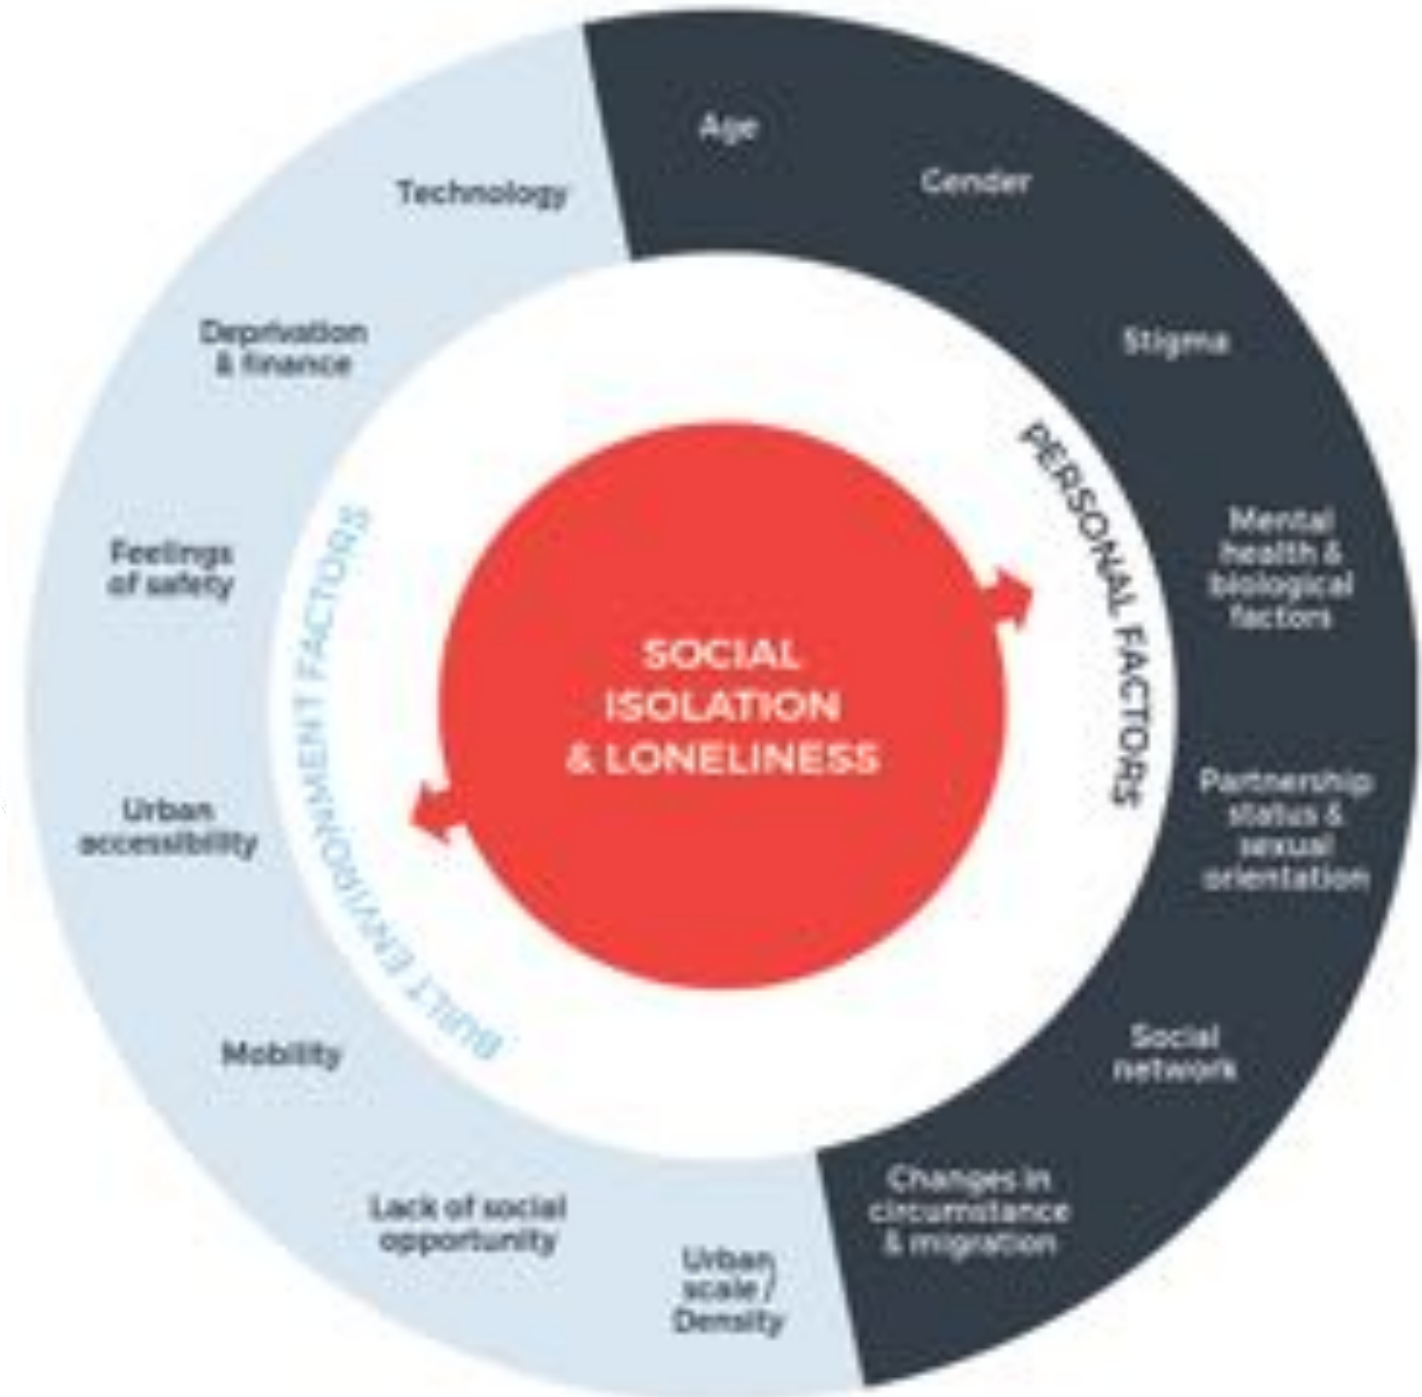 Age
Gender
Stigma
Mental
health &
biological
factors
Partnership
status &
sexual
orientation
Social
network
Changes in
circumstance
& migration
Urban
scale /
Density
Lack of social
opportunity
Mobility
Urban
accessibility
Feelings
of safety
Deprivation
& finance
Technology
PERSONAL FACTORS
BUILT ENVIRONMENT FACTORS
SOCIAL
ISOLATION
& LONELINESS